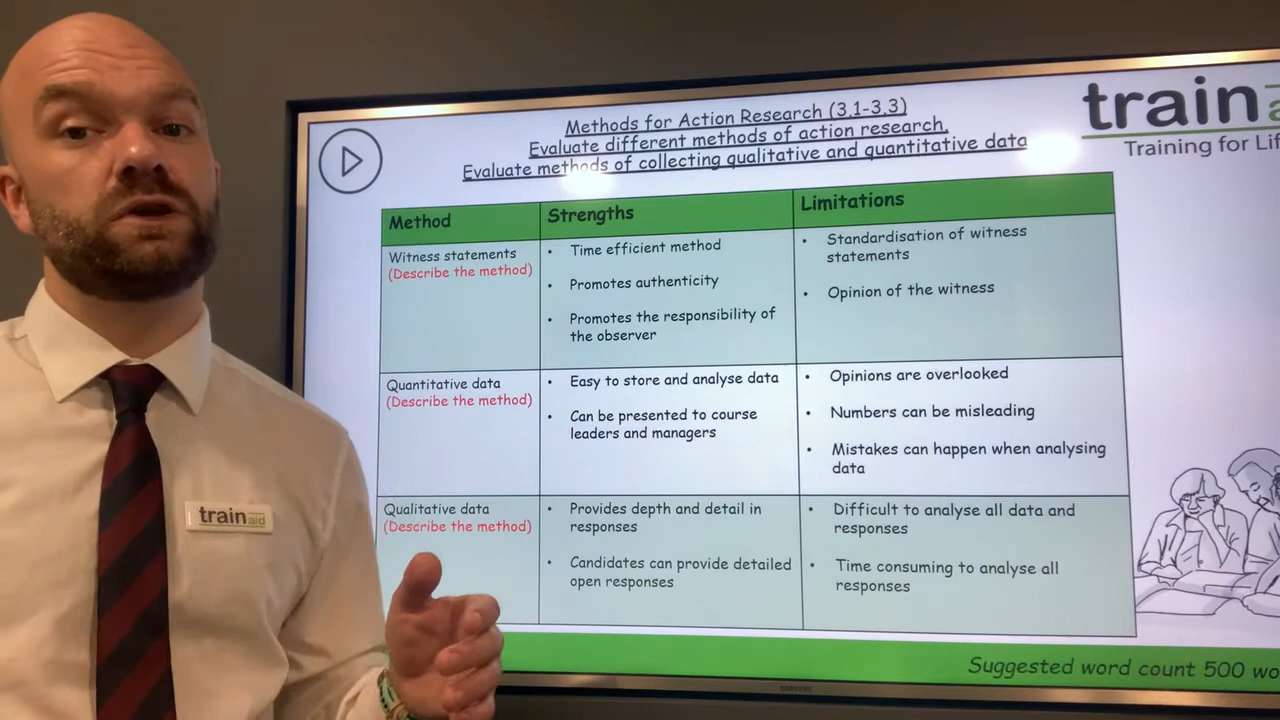 Methods for Action Research (3.1-3.3)
Evaluate different methods of action research.
Evaluate methods of collecting qualitative and quantitative data
train
Training for
Method
Strengths
Limitations
Witness statements
(Describe the method)
Time efficient method
Promotes authenticity
Promotes the responsibility of
the observer
Standardisation of witness
statements
Opinion of the witness
Quantitative data
(Describe the method)
Easy to store and analyse data
Can be presented to course
leaders and managers
Opinions are overlooked
Numbers can be misleading
Mistakes can happen when analysing
data
Qualitative data
(Describe the method)
Provides depth and detail in
responses
Candidates can provide detailed
open responses
Difficult to analyse all data and
responses
Time consuming to analyse all
responses
Suggested word count 500
SAMSUNG
trainaid